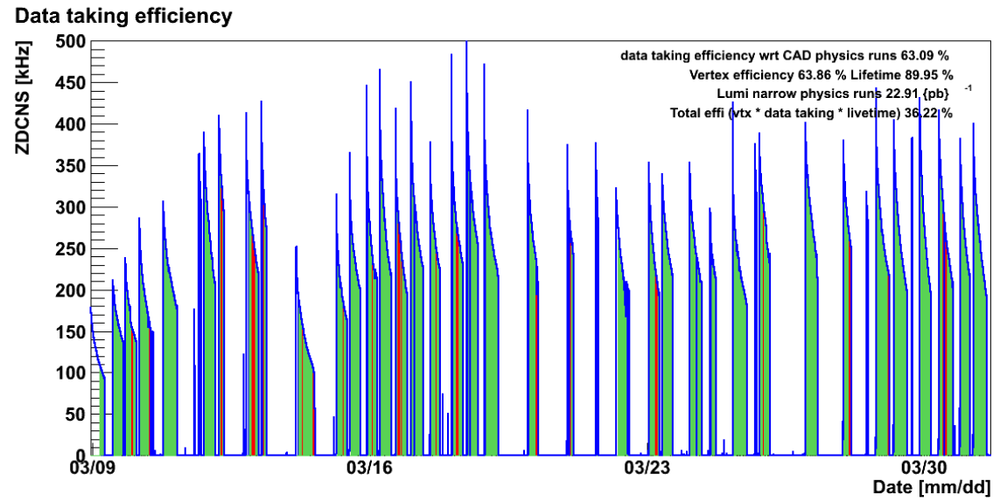 Data taking efficiency
ZDCNS [kHz]
500
450
400
350
300
250
200
150
100
50
0
data taking efficiency wrt CAD physics runs 63.09 %
Vertex efficiency 63.86 % Lifetime 89.95 %
Lumi narrow physics runs 22.91 {pb} -1
Total effi (vtx * data taking * livetime) 36.22 %
03/09 03/16 03/23 03/30
Date [mm/dd]